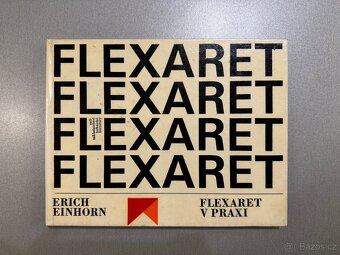 FLEXARET
FLEXARET
FLEXARET
FLEXARET
ERICH
EINHORN
FLEXARET
V PRAXI
Bazos.cz